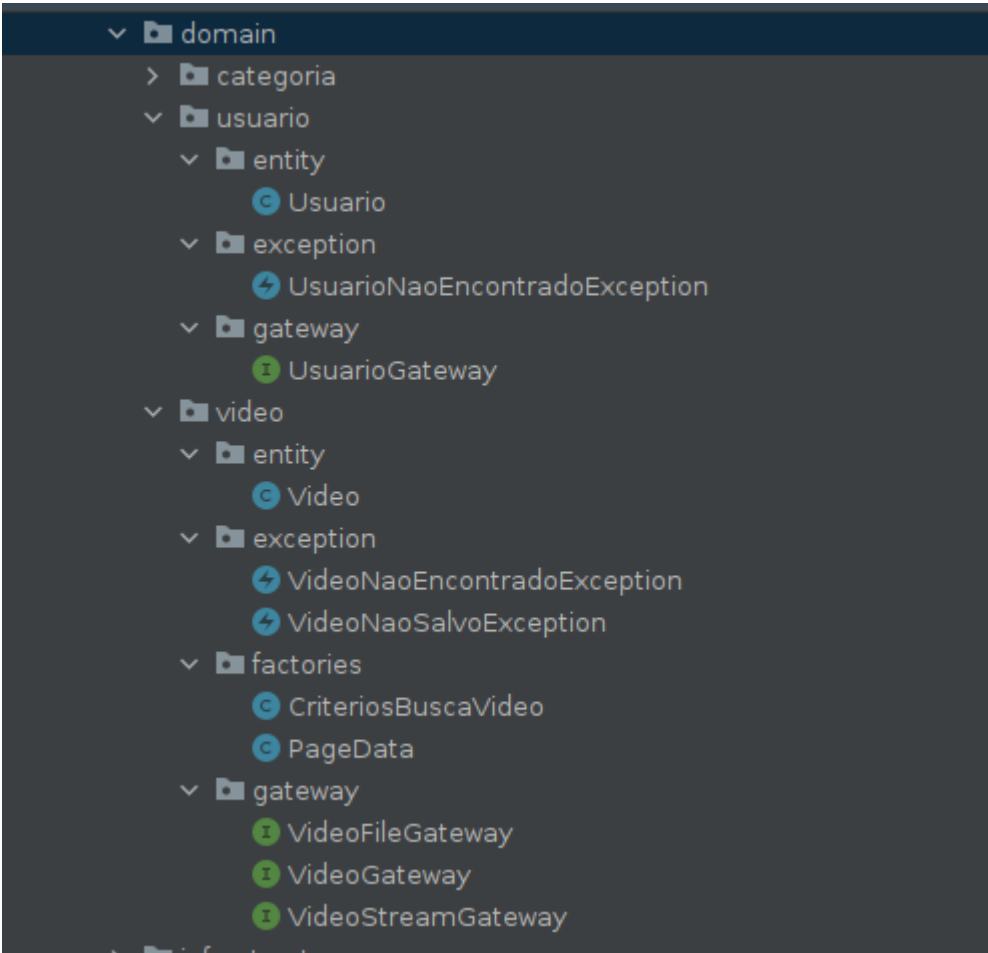 domain
categoria
usuario
entity
Usuario
exception
UsuarioNaoEncontradoException
gateway
UsuarioGateway
video
entity
Video
exception
VideoNaoEncontradoException
VideoNaoSalvoException
factories
CriteriosBuscaVideo
PageData
gateway
VideoFileGateway
VideoGateway
VideoStreamGateway